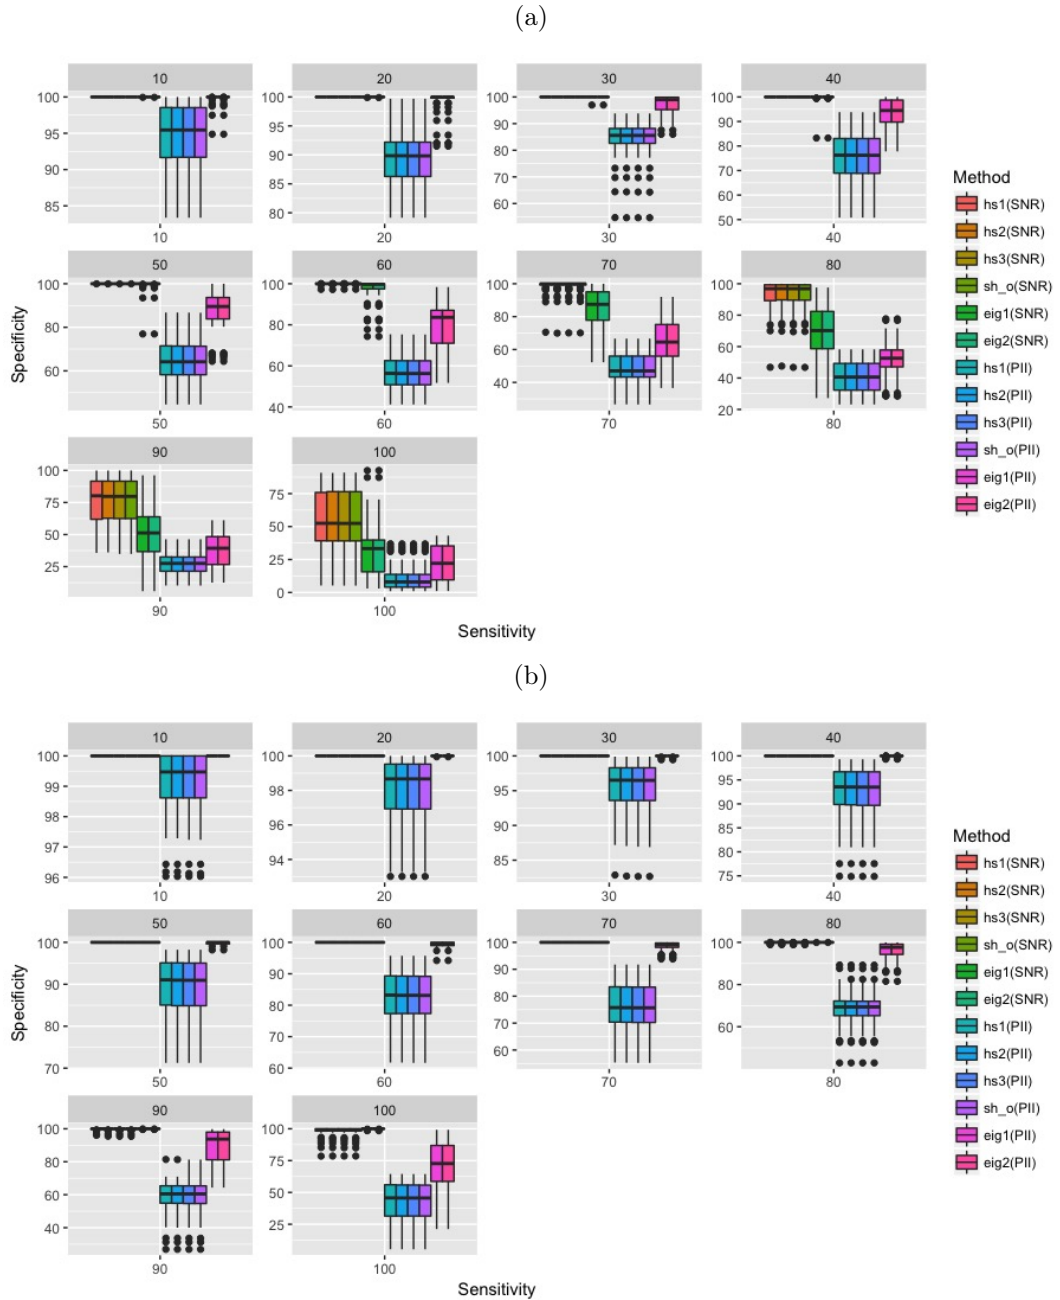 (a)
10 20 30 40
100 95 90 85
100 95 90 85 80
100 90 80 70 60
100 90 80 70 60 50
10 20 30 40
50 60 70 80
100 80 60
100 80 60 40
100 80 60 40
100 80 60 40 20
50 60 70 80
90 100
100 75 50 25
75 50 25 0
90 100
Specificity
Sensitivity
Method
hs1(SNR)
hs2(SNR)
hs3(SNR)
sh_o(SNR)
eig1(SNR)
eig2(SNR)
hs1(PII)
hs2(PII)
hs3(PII)
sh_o(PII)
eig1(PII)
eig2(PII)
(b)
10 20 30 40
100 99 98 97 96
100 98 96 94
100 95 90 85
100 95 90 85 80 75
10 20 30 40
50 60 70 80
100 90 80 70
100 90 80 70 60
100 90 80 70 60
100 80 60
50 60 70 80
90 100
100 80 60 40
100 75 50 25
90 100
Specificity
Sensitivity
Method
hs1(SNR)
hs2(SNR)
hs3(SNR)
sh_o(SNR)
eig1(SNR)
eig2(SNR)
hs1(PII)
hs2(PII)
hs3(PII)
sh_o(PII)
eig1(PII)
eig2(PII)